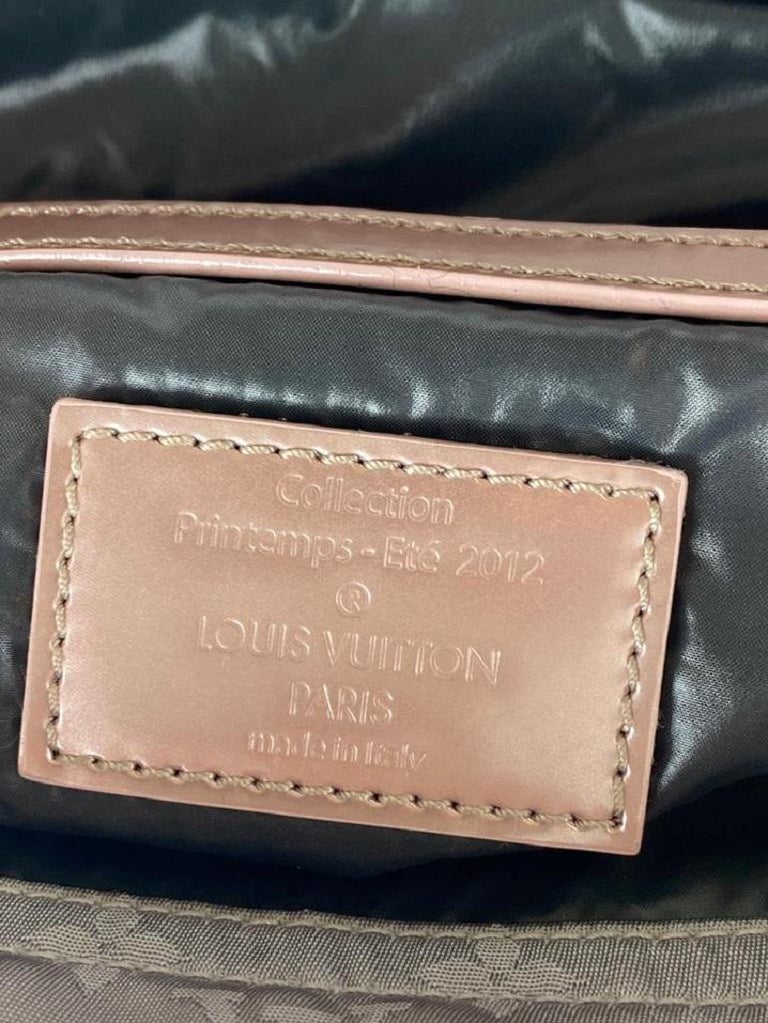 Collection
Printemps - Eté 2012
®
LOUIS VUITTON
PARIS
made in Italy